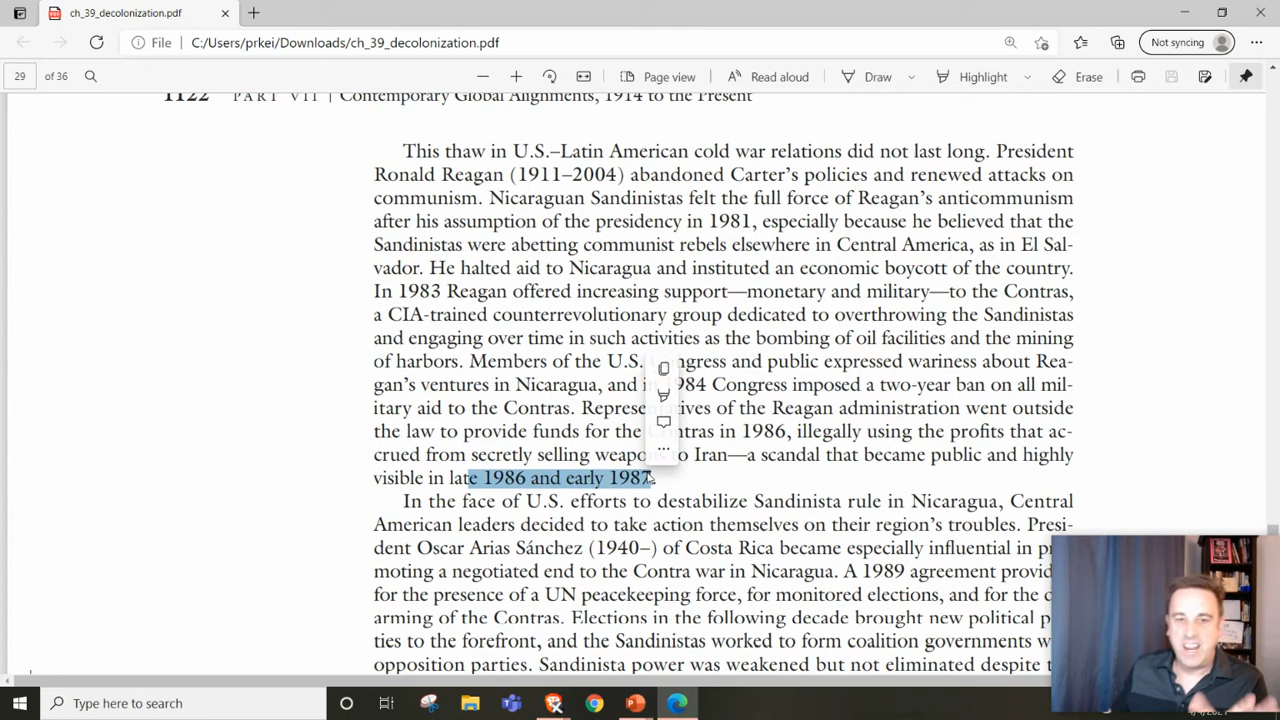 ch_39_decolonization.pdf
File C:/Users/prkei/Downloads/ch_39_decolonization.pdf Not syncing
29 of 36 Page view Read aloud Draw Highlight Erase
1122 PART VII | Contemporary Global Alignments, 1914 to the Present
This thaw in U.S.–Latin American cold war relations did not last long. President
Ronald Reagan (1911–2004) abandoned Carter's policies and renewed attacks on
communism. Nicaraguan Sandinistas felt the full force of Reagan's anticommunism
after his assumption of the presidency in 1981, especially because he believed that the
Sandinistas were abetting communist rebels elsewhere in Central America, as in El Sal-
vador. He halted aid to Nicaragua and instituted an economic boycott of the country.
In 1983 Reagan offered increasing support—monetary and military—to the Contras,
a CIA-trained counterrevolutionary group dedicated to overthrowing the Sandinistas
and engaging over time in such activities as the bombing of oil facilities and the mining
of harbors. Members of the U.S. Congress and public expressed wariness about Rea-
gan's ventures in Nicaragua, and in 1984 Congress imposed a two-year ban on all mil-
itary aid to the Contras. Representatives of the Reagan administration went outside
the law to provide funds for the Contras in 1986, illegally using the profits that ac-
crued from secretly selling weapons to Iran—a scandal that became public and highly
visible in late 1986 and early 1987.
In the face of U.S. efforts to destabilize Sandinista rule in Nicaragua, Central
American leaders decided to take action themselves on their region's troubles. Presi-
dent Oscar Arias Sánchez (1940–) of Costa Rica became especially influential in
moting a negotiated end to the Contra war in Nicaragua. A 1989 agreement
for the presence of a UN peacekeeping force, for monitored elections, and for the
arming of the Contras. Elections in the following decade brought new political
ties to the forefront, and the Sandinistas worked to form coalition governments
opposition parties. Sandinista power was weakened but not eliminated despite
Type here to search